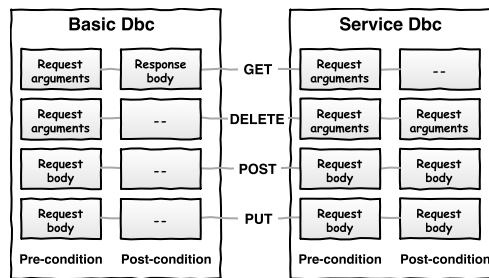 Basic Dbc
Service Dbc
Request arguments
Response body
GET
Request arguments
--
Request arguments
--
DELETE
Request arguments
Request arguments
Request body
--
POST
Request body
Request body
Request body
--
PUT
Request body
Request body
Pre-condition
Post-condition
Pre-condition
Post-condition